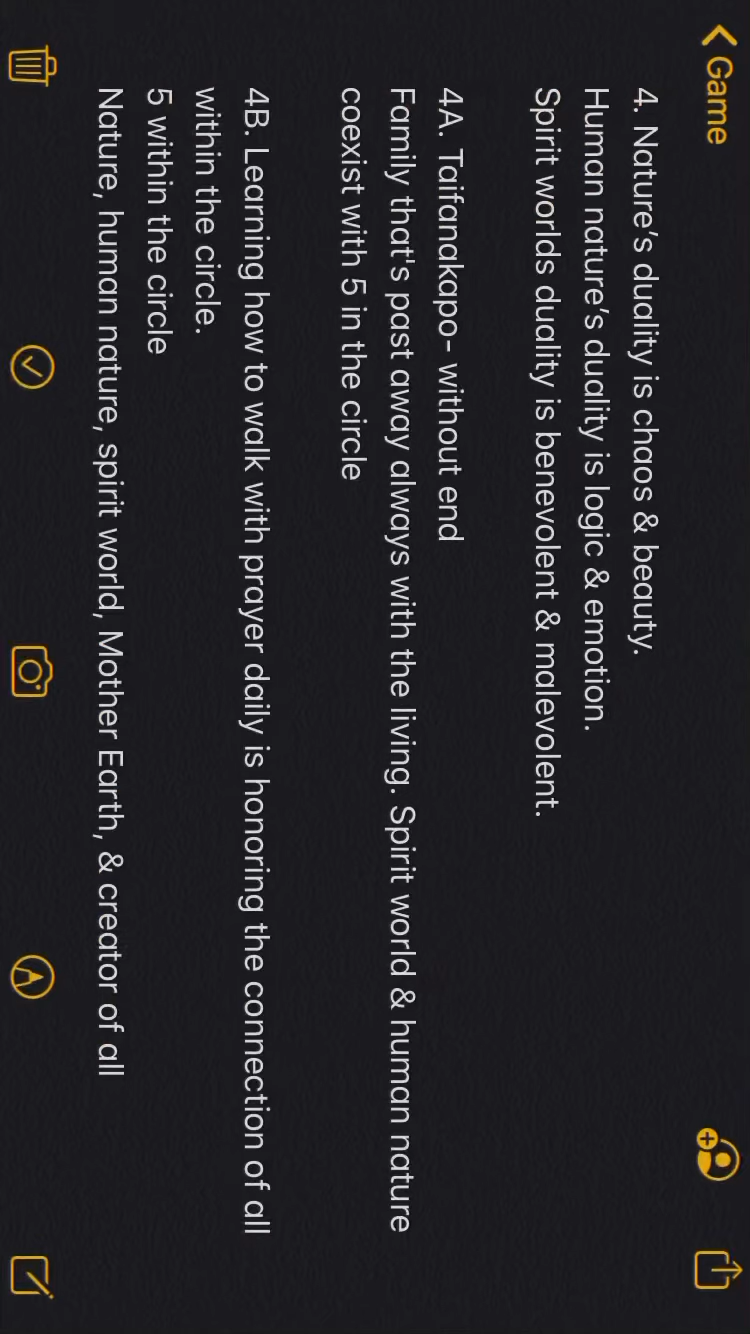 Game
4. Nature's duality is chaos & beauty.
Human nature's duality is logic & emotion.
Spirit worlds duality is benevolent & malevolent.
4A. Taifanakqpo- without end
Family that's past away always with the living. Spirit world & human nature
coexist with 5 in the circle
4B. Learning how to walk with prayer daily is honoring the connection of all
within the circle.
5 within the circle
Nature, human nature, spirit world, Mother Earth, & creator of all